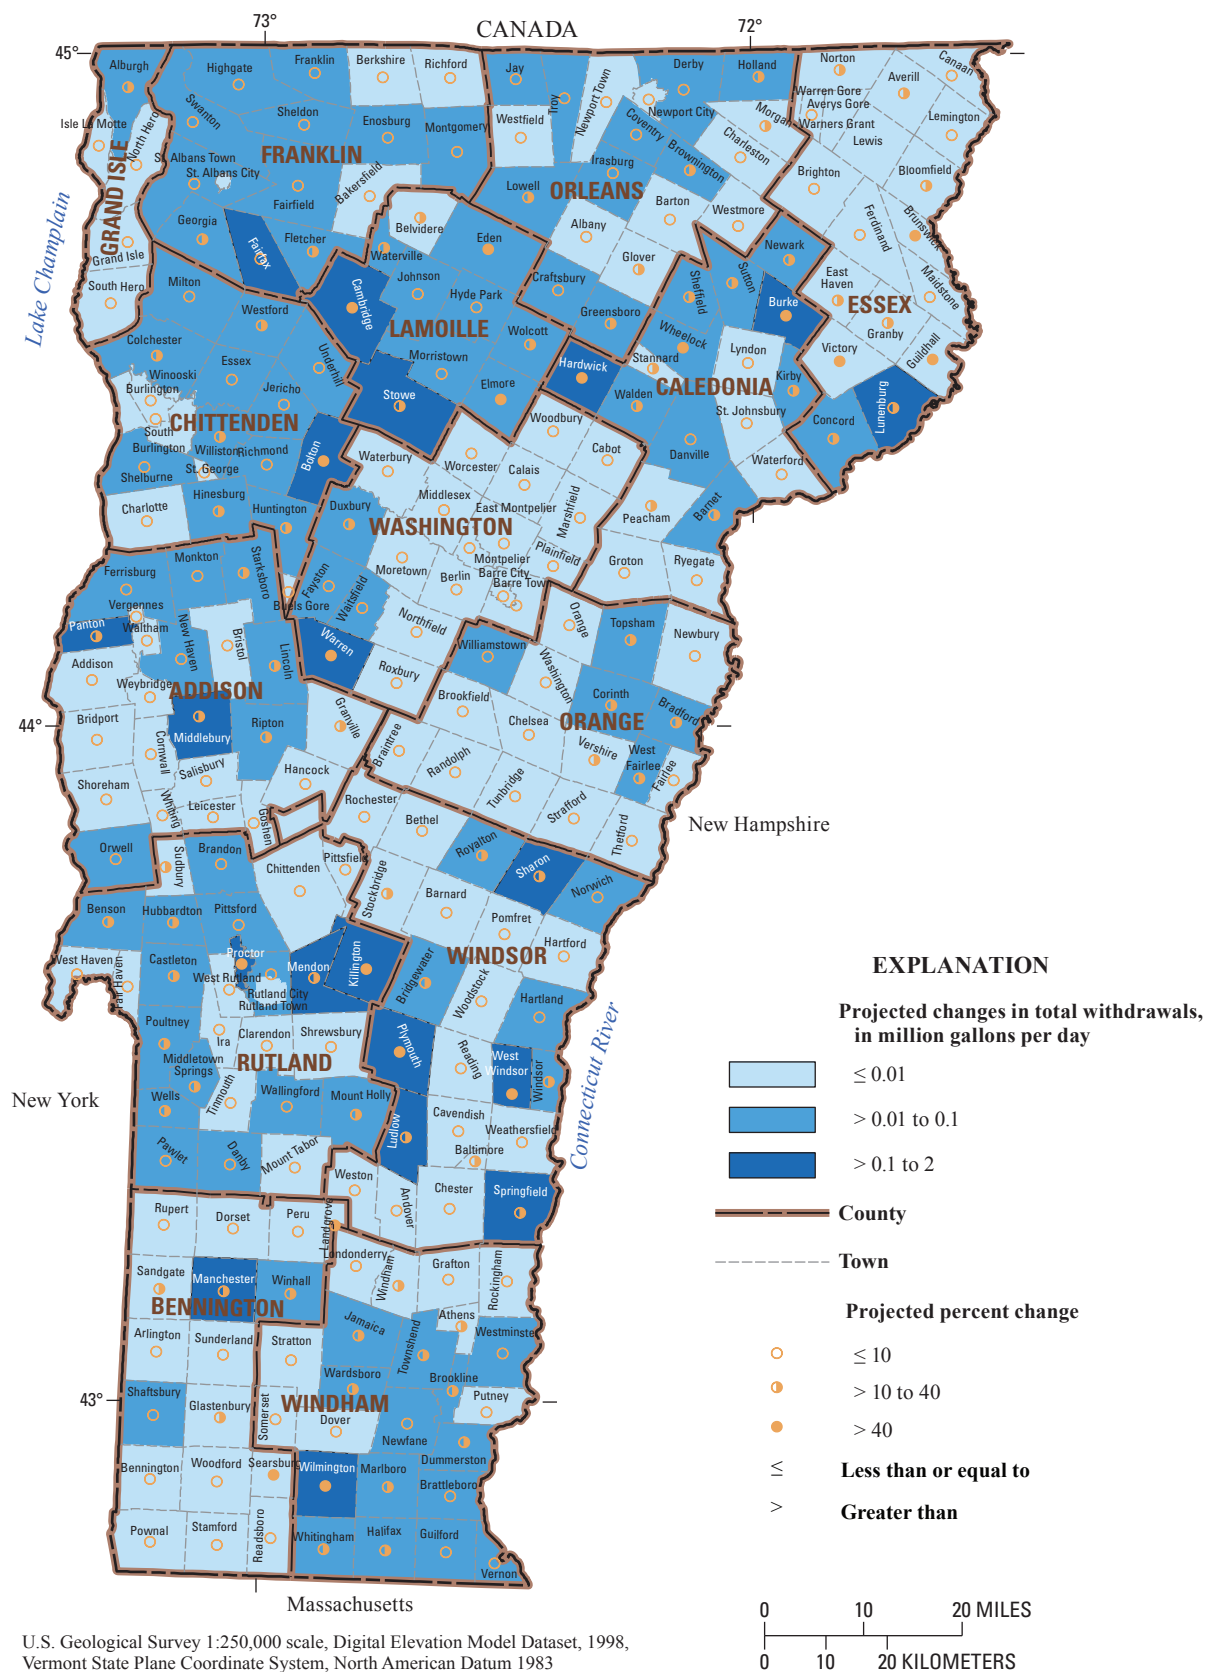 73°
72°
CANADA
45°
Alburgh
Highgate
Franklin
Berkshire
Richford
Jay
Troy
Newport Town
Derby
Holland
Norton
Averill
Canaan
Warren Gore
Averys Gore
Warners Grant
Lewis
Lemington
Isle La Motte
North Hero
Swanton
Sheldon
Enosburg
Montgomery
Westfield
Coventry
Newport City
Morgan
Charleston
Brownington
Irasburg
FRANKLIN
St. Albans Town
St. Albans City
Bakersfield
Fairfield
Lowell
ORLEANS
Brighton
Bloomfield
GRAND ISLE
Georgia
Fairfax
Fletcher
Belvidere
Waterville
Eden
Albany
Barton
Westmore
Ferdinand
Brunswick
Lake Champlain
Grand Isle
South Hero
Milton
Westford
Cambridge
Johnson
Hyde Park
Craftsbury
Glover
Greensboro
Sheffield
Sutton
Newark
Burke
East
Haven
ESSEX
Maidstone
Granby
Guildhall
Victory
LAMOILLE
Wolcott
Morristown
Elmore
Hardwick
Wheelock
Stannard
Lyndon
CALEDONIA
Kirby
Walden
St. Johnsbury
Concord
Lunenburg
Colchester
Winooski
Burlington
Essex
Jericho
Underhill
Stowe
CHITTENDEN
South
Burlington
Williston
Richmond
Bolton
Shelburne
St. George
Hinesburg
Huntington
Charlotte
Waterbury
Worcester
Woodbury
Calais
Cabot
Danville
Waterford
Middlesex
East Montpelier
Marshfield
Peacham
Barnet
Duxbury
WASHINGTON
Montpelier
Plainfield
Groton
Ryegate
Moretown
Berlin
Barre City
Barre Town
Ferrisburg
Monkton
Starksboro
Buels Gore
Fayston
Waitsfield
Vergennes
Panton
Waltham
New Haven
Bristol
Lincoln
Warren
Northfield
Roxbury
Williamstown
Orange
Topsham
Newbury
Washington
Addison
Weybridge
ADDISON
Brookfield
Corinth
Bradford
Chelsea
ORANGE
44°
Bridport
Middlebury
Ripton
Granville
Braintree
Randolph
Vershire
West
Fairlee
Fairlee
Cornwall
Salisbury
Hancock
Tunbridge
Strafford
Thetford
Shoreham
Whiting
Leicester
Goshen
Rochester
Bethel
New Hampshire
Orwell
Sudbury
Brandon
Chittenden
Pittsfield
Stockbridge
Royalton
Sharon
Norwich
Barnard
Pomfret
Hartford
WINDSOR
Benson
Hubbardton
Pittsford
West Haven
Fair Haven
Castleton
Proctor
West Rutland
Rutland City
Rutland Town
Mendon
Killington
Bridgewater
Woodstock
Hartland
Poultney
Ira
Clarendon
Shrewsbury
RUTLAND
Middletown
Springs
Plymouth
Reading
West
Windsor
Windsor
Connecticut River
New York
Wells
Tinmouth
Wallingford
Mount Holly
Ludlow
Cavendish
Weathersfield
Baltimore
Pawlet
Danby
Mount Tabor
Weston
Andover
Chester
Springfield
Rupert
Dorset
Peru
Landgrove
Londonderry
Windham
Grafton
Rockingham
Sandgate
Manchester
Winhall
BENNINGTON
Jamaica
Athens
Townshend
Westminster
Arlington
Sunderland
Stratton
Wardsboro
Brookline
Putney
43°
Shaftsbury
Glastenbury
Somerset
WINDHAM
Dover
Newfane
Dummerston
Bennington
Woodford
Searsburg
Wilmington
Marlboro
Brattleboro
Pownal
Stamford
Readsboro
Whitingham
Halifax
Guilford
Vernon
Massachusetts
EXPLANATION
Projected changes in total withdrawals,
in million gallons per day
≤ 0.01
> 0.01 to 0.1
> 0.1 to 2
County
Town
Projected percent change
≤ 10
> 10 to 40
> 40
≤ Less than or equal to
> Greater than
0 10 20 MILES
0 10 20 KILOMETERS
U.S. Geological Survey 1:250,000 scale, Digital Elevation Model Dataset, 1998,
Vermont State Plane Coordinate System, North American Datum 1983